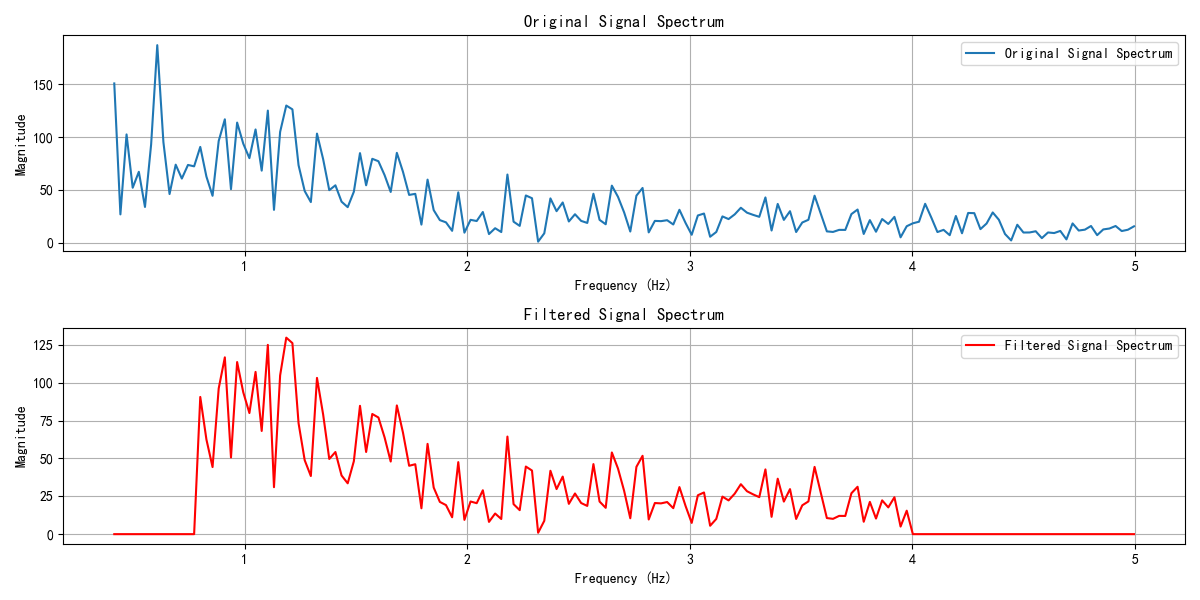 Original Signal Spectrum
Original Signal Spectrum
Magnitude
150
100
50
0
1 2 3 4 5
Frequency (Hz)
Filtered Signal Spectrum
Filtered Signal Spectrum
Magnitude
125
100
75
50
25
0
1 2 3 4 5
Frequency (Hz)